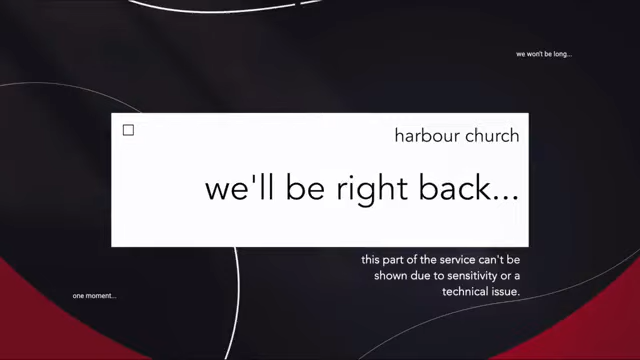 we won't be long...
harbour church
we'll be right back...
this part of the service can't be
shown due to sensitivity or a
technical issue.
one moment...